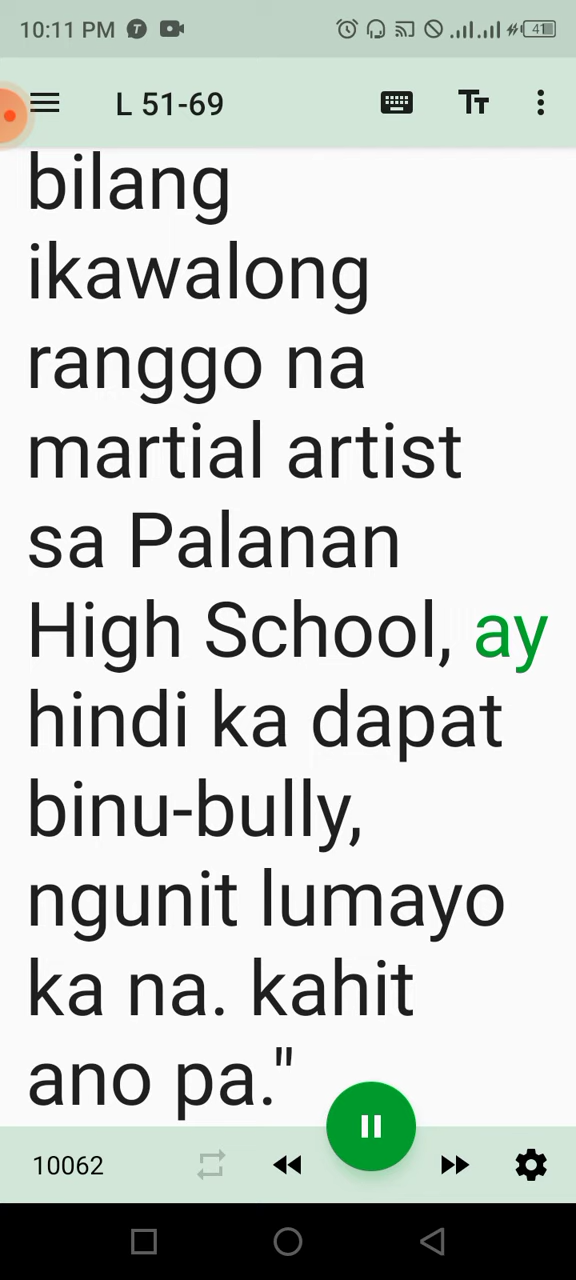 10:11 PM
41
L 51-69
bilang
ikawalong
ranggo na
martial artist
sa Palanan
High School, ay
hindi ka dapat
binu-bully,
ngunit lumayo
ka na. kahit
ano pa."
10062